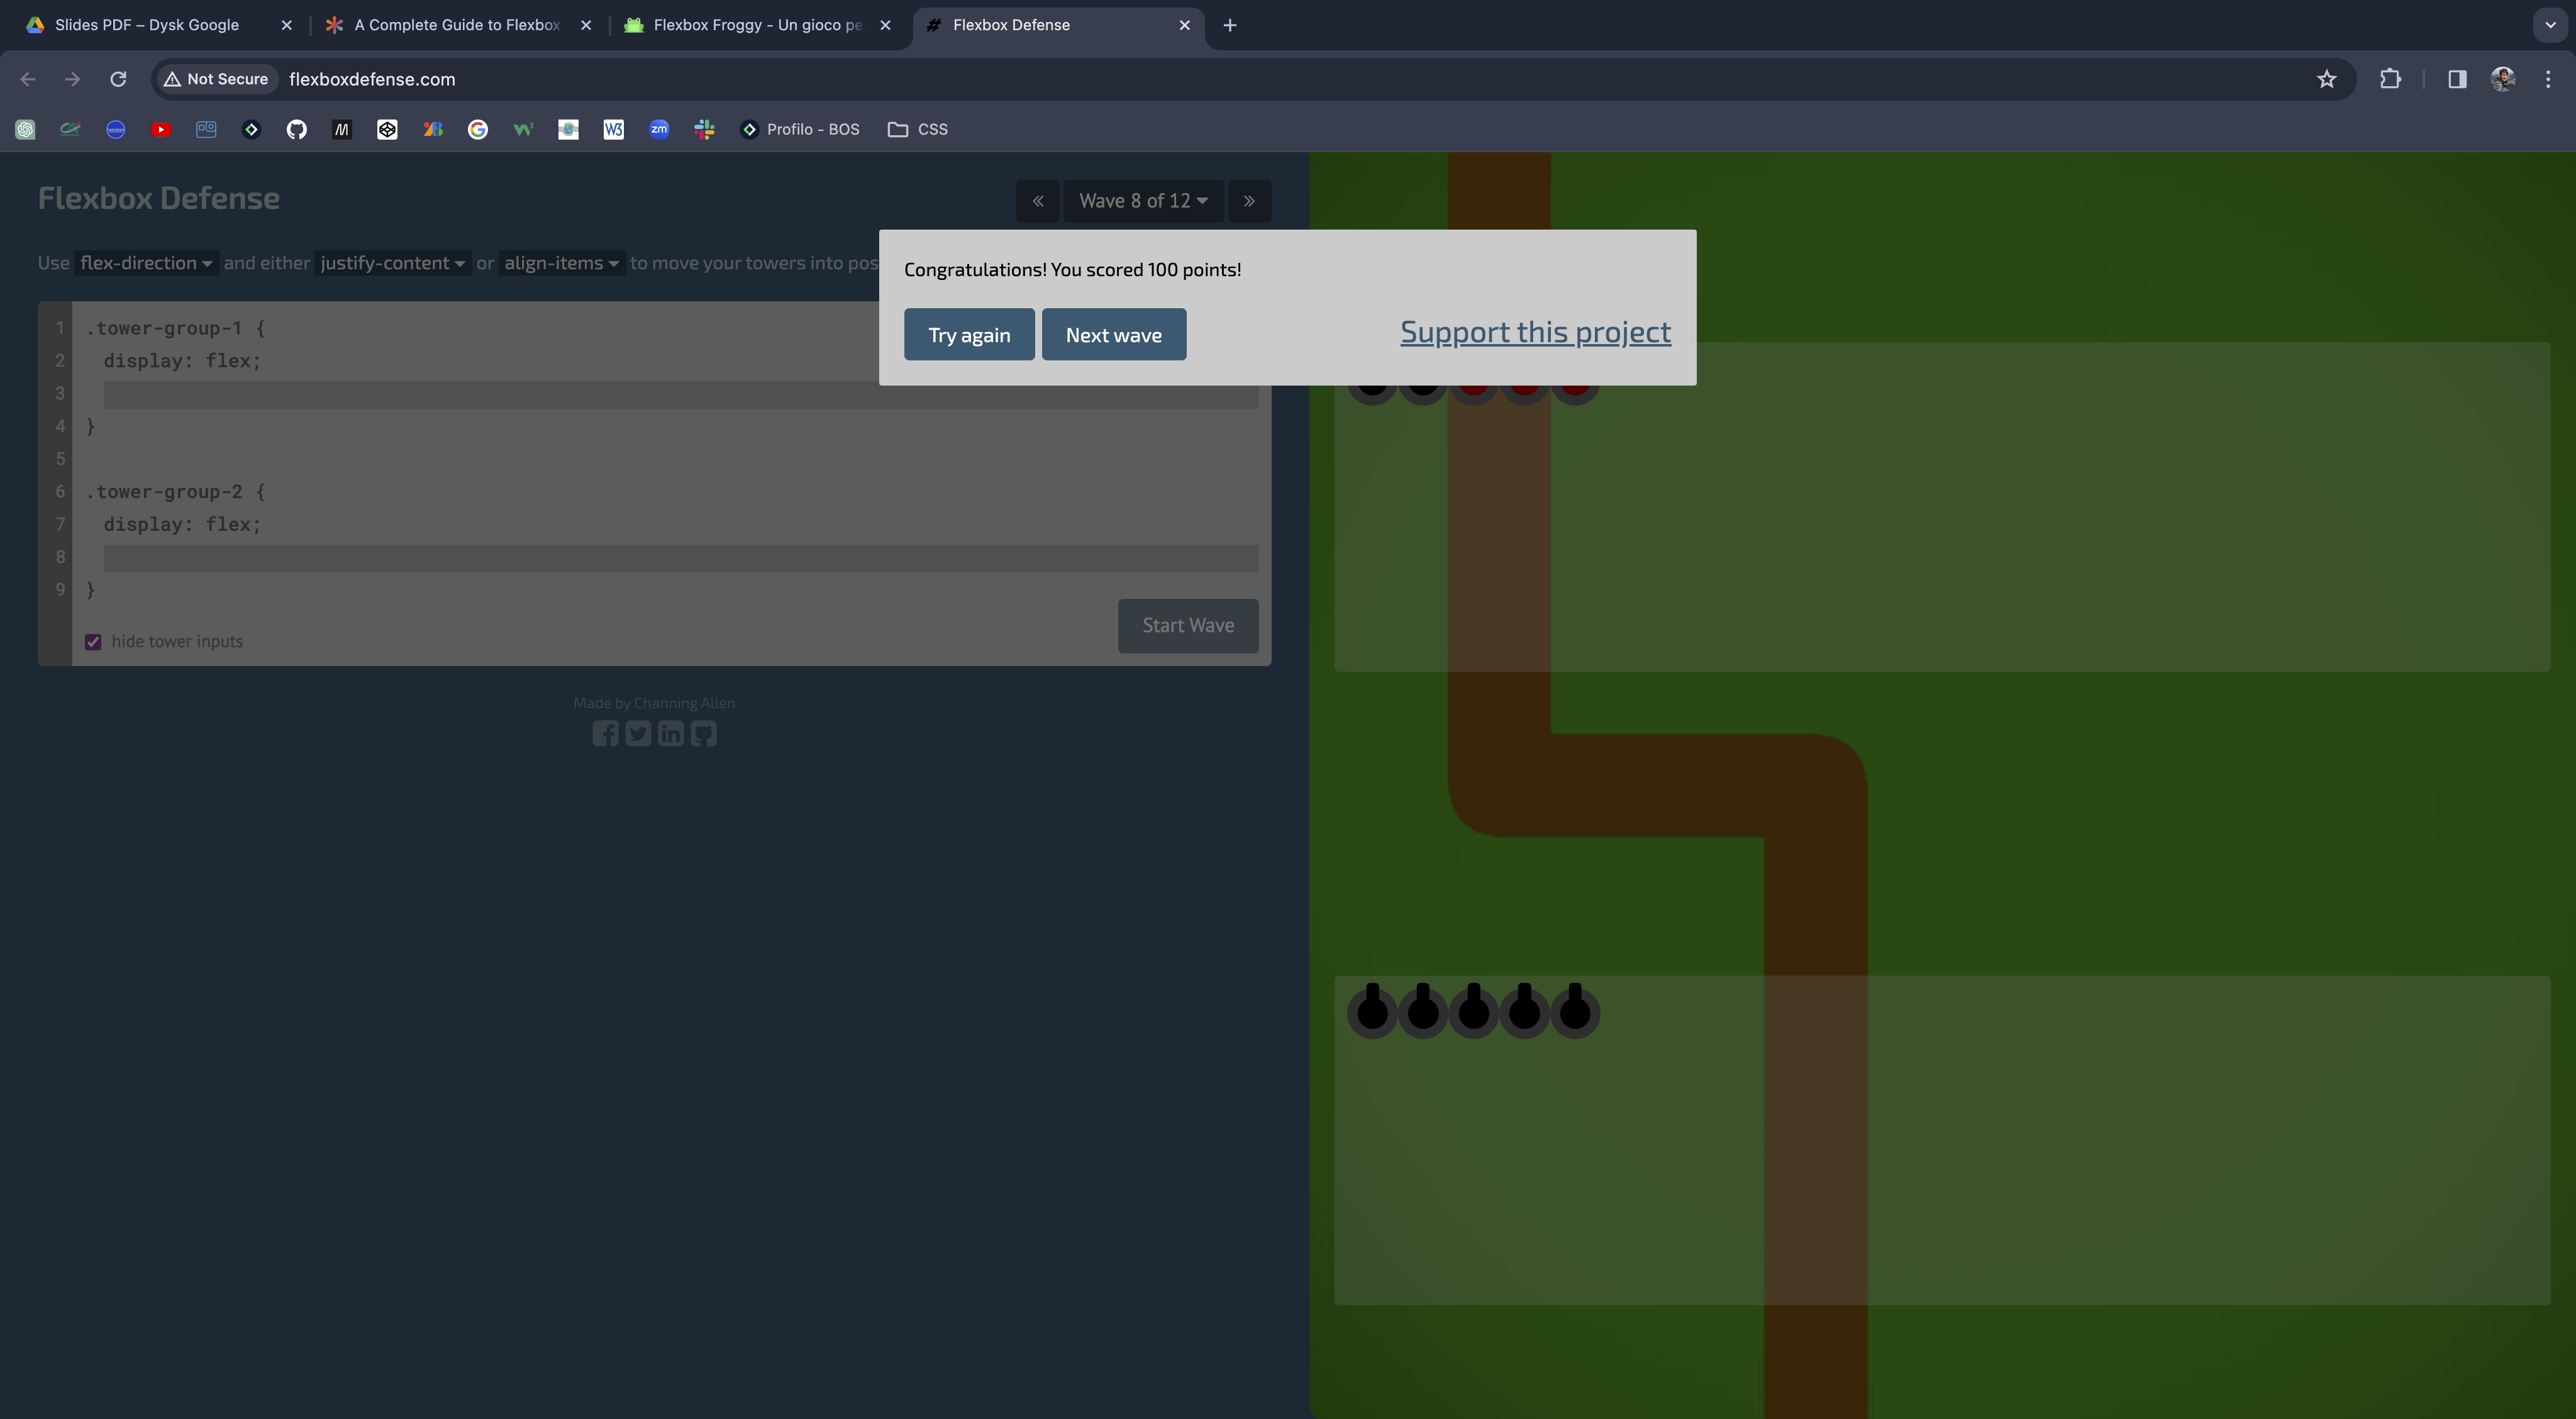 Slides PDF – Dysk Google
A Complete Guide to Flexbox
Flexbox Froggy - Un gioco pe
Flexbox Defense
Not Secure
flexboxdefense.com
W3
zm
Profilo - BOS
CSS
Flexbox Defense
«
Wave 8 of 12
»
Use flex-direction and either justify-content or align-items to move your towers into pos
Congratulations! You scored 100 points!
Try again
Next wave
Support this project
1 .tower-group-1 {
2 display: flex;
3
4 }
5
6 .tower-group-2 {
7 display: flex;
8
9 }
hide tower inputs
Start Wave
Made by Channing Allen